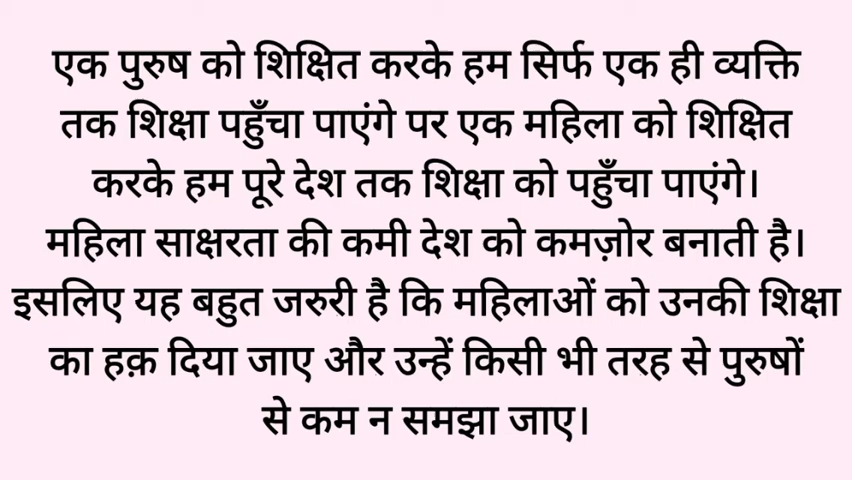 एक पुरुष को शिक्षित करके हम सिर्फ एक ही व्यक्ति
तक शिक्षा पहुँचा पाएंगे पर एक महिला को शिक्षित
करके हम पूरे देश तक शिक्षा को पहुँचा पाएंगे।
महिला साक्षरता की कमी देश को कमज़ोर बनाती है।
इसलिए यह बहुत जरुरी है कि महिलाओं को उनकी शिक्षा
का हक़ दिया जाए और उन्हें किसी भी तरह से पुरुषों
से कम न समझा जाए।